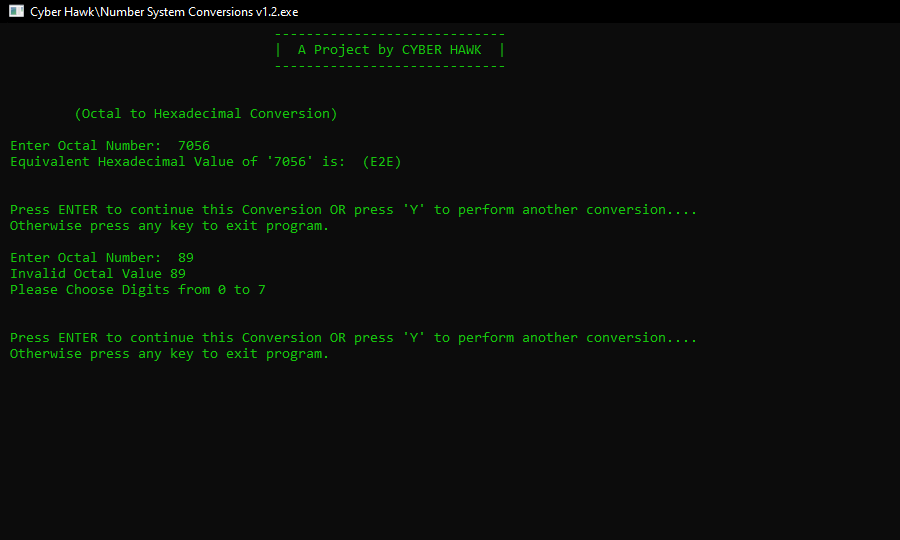 Cyber Hawk\Number System Conversions v1.2.exe
-----------------------------
|  A Project by CYBER HAWK  |
-----------------------------
(Octal to Hexadecimal Conversion)
Enter Octal Number:  7056
Equivalent Hexadecimal Value of '7056' is:  (E2E)
Press ENTER to continue this Conversion OR press 'Y' to perform another conversion....
Otherwise press any key to exit program.
Enter Octal Number:  89
Invalid Octal Value 89
Please Choose Digits from 0 to 7
Press ENTER to continue this Conversion OR press 'Y' to perform another conversion....
Otherwise press any key to exit program.